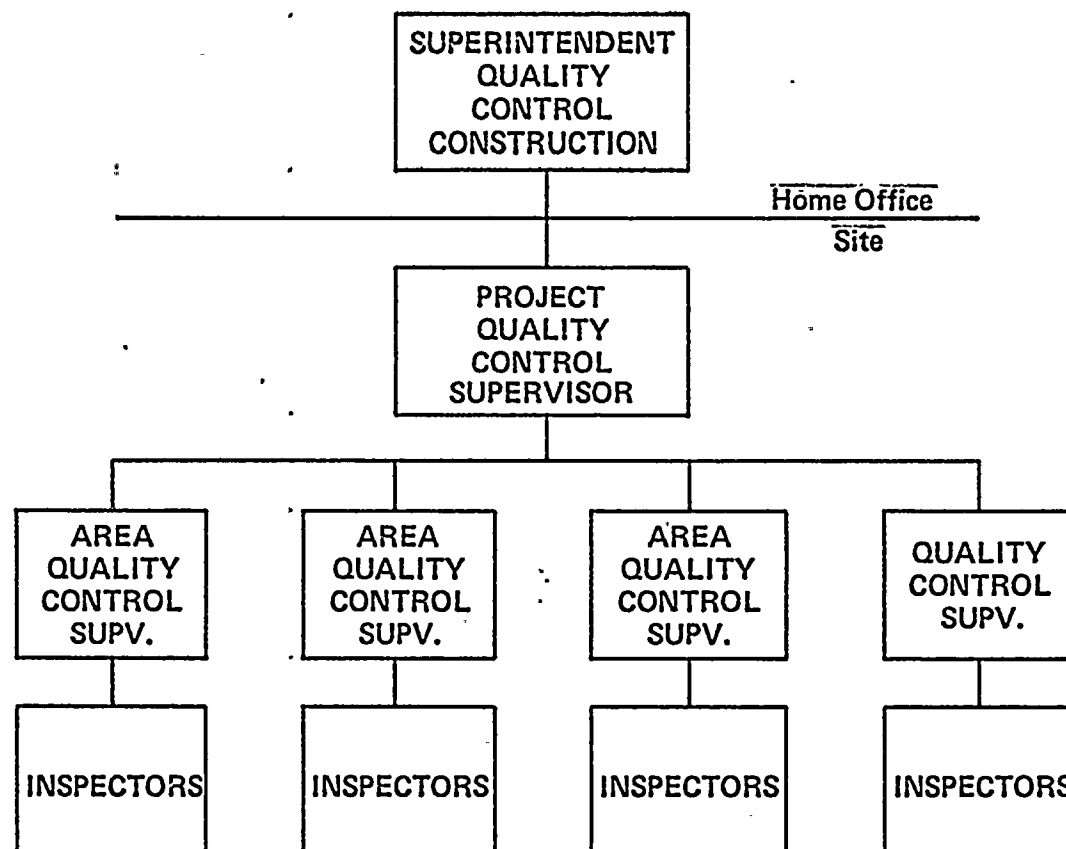 SUPERINTENDENT
QUALITY
CONTROL
CONSTRUCTION
Home Office
Site
PROJECT
QUALITY
CONTROL
SUPERVISOR
AREA
QUALITY
CONTROL
SUPV.
AREA
QUALITY
CONTROL
SUPV.
AREA
QUALITY
CONTROL
SUPV.
QUALITY
CONTROL
SUPV.
INSPECTORS
INSPECTORS
INSPECTORS
INSPECTORS